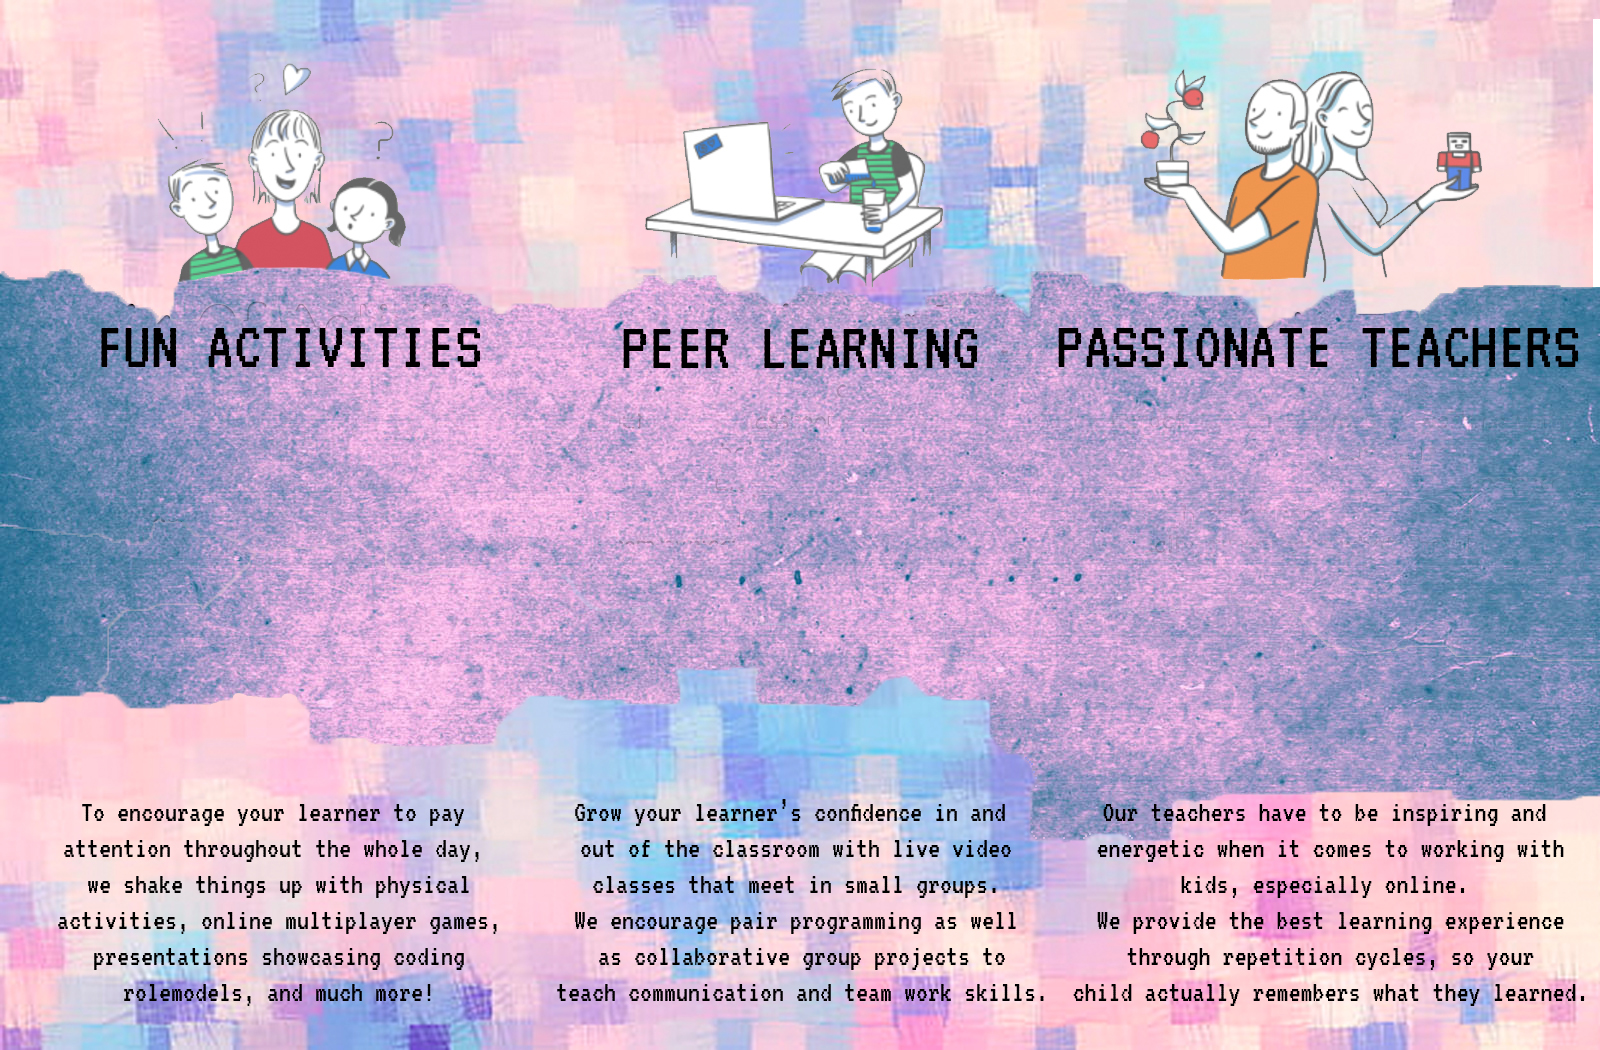 FUN ACTIVITIES
PEER LEARNING
PASSIONATE TEACHERS
To encourage your learner to pay
attention throughout the whole day,
we shake things up with physical
activities, online multiplayer games,
presentations showcasing coding
rolemodels, and much more!
Grow your learner's confidence in and
out of the classroom with live video
classes that meet in small groups.
We encourage pair programming as well
as collaborative group projects to
teach communication and team work skills.
Our teachers have to be inspiring and
energetic when it comes to working with
kids, especially online.
We provide the best learning experience
through repetition cycles, so your
child actually remembers what they learned.